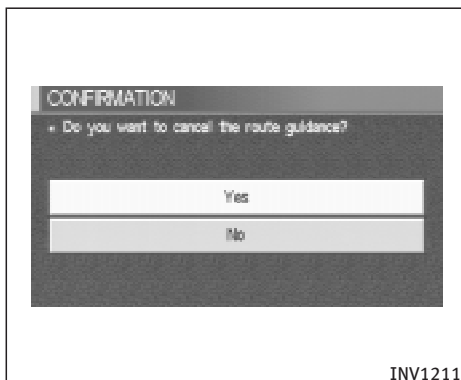 CONFIRMATION
• Do you want to cancel the route guidance?
Yes
No
INV1211